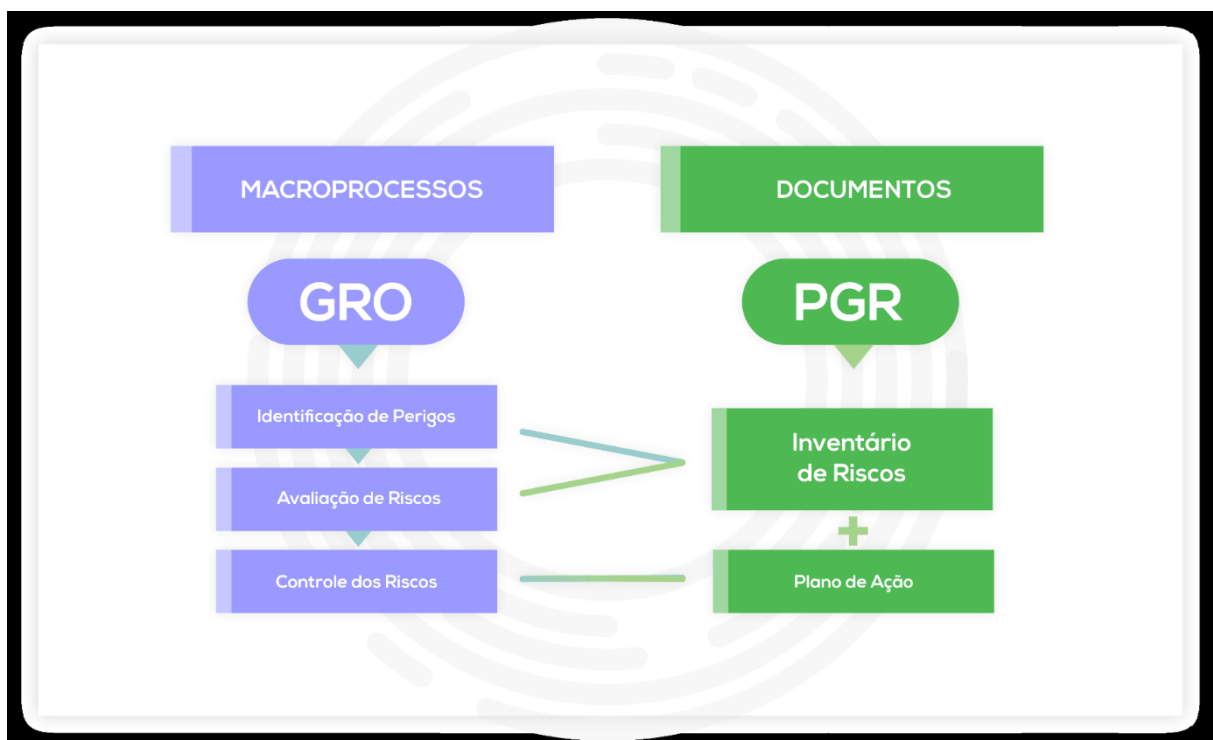 MACROPROCESSOS
DOCUMENTOS
GRO
PGR
Identificação de Perigos
Avaliação de Riscos
Controle dos Riscos
Inventário
de Riscos
+
Plano de Ação